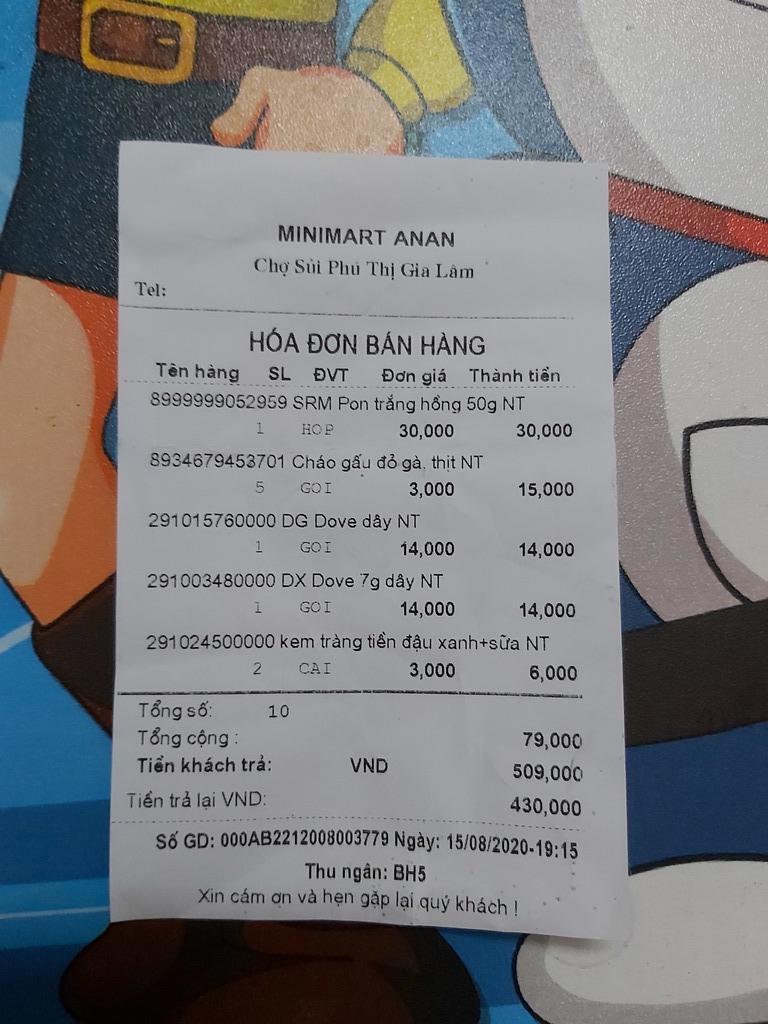 MINIMART ANAN
Chợ Sủi Phú Thị Gia Lâm
Tel:
HÓA ĐƠN BÁN HÀNG
Tên hàng SL ĐVT Đơn giá Thành tiền
8999999052959 SRM Pon trắng hồng 50g NT
1 HOP 30,000 30,000
8934679453701 Cháo gấu đỏ gà, thịt NT
5 GOI 3,000 15,000
291015760000 DG Dove dây NT
1 GOI 14,000 14,000
291003480000 DX Dove 7g dây NT
1 GOI 14,000 14,000
291024500000 kem tràng tiền đậu xanh+sữa NT
2 CAI 3,000 6,000
Tổng số: 10
Tổng cộng : 79,000
Tiền khách trả: VND 509,000
Tiền trả lại VND: 430,000
Số GD: 000AB2212008003779 Ngày: 15/08/2020-19:15
Thu ngân: BH5
Xin cám ơn và hẹn gặp lại quý khách !